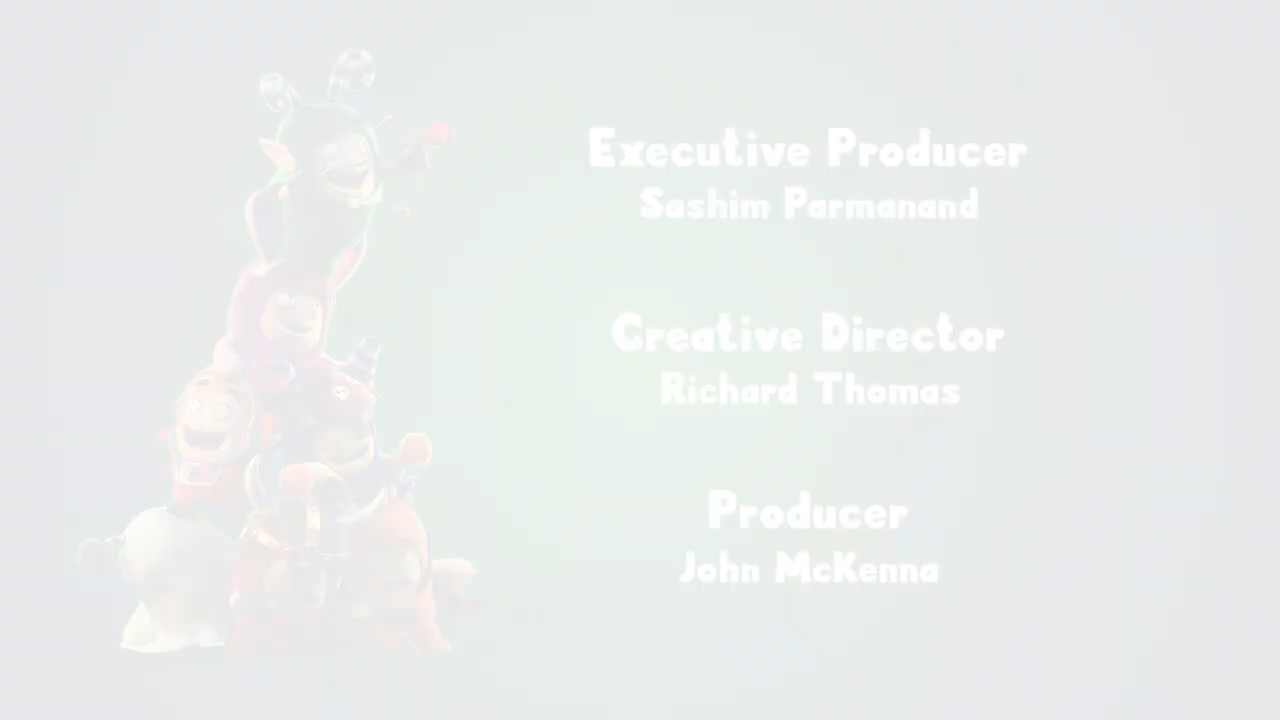 Executive Producer
Sashim Parmanand
Creative Director
Richard Thomas
Producer
John McKenna